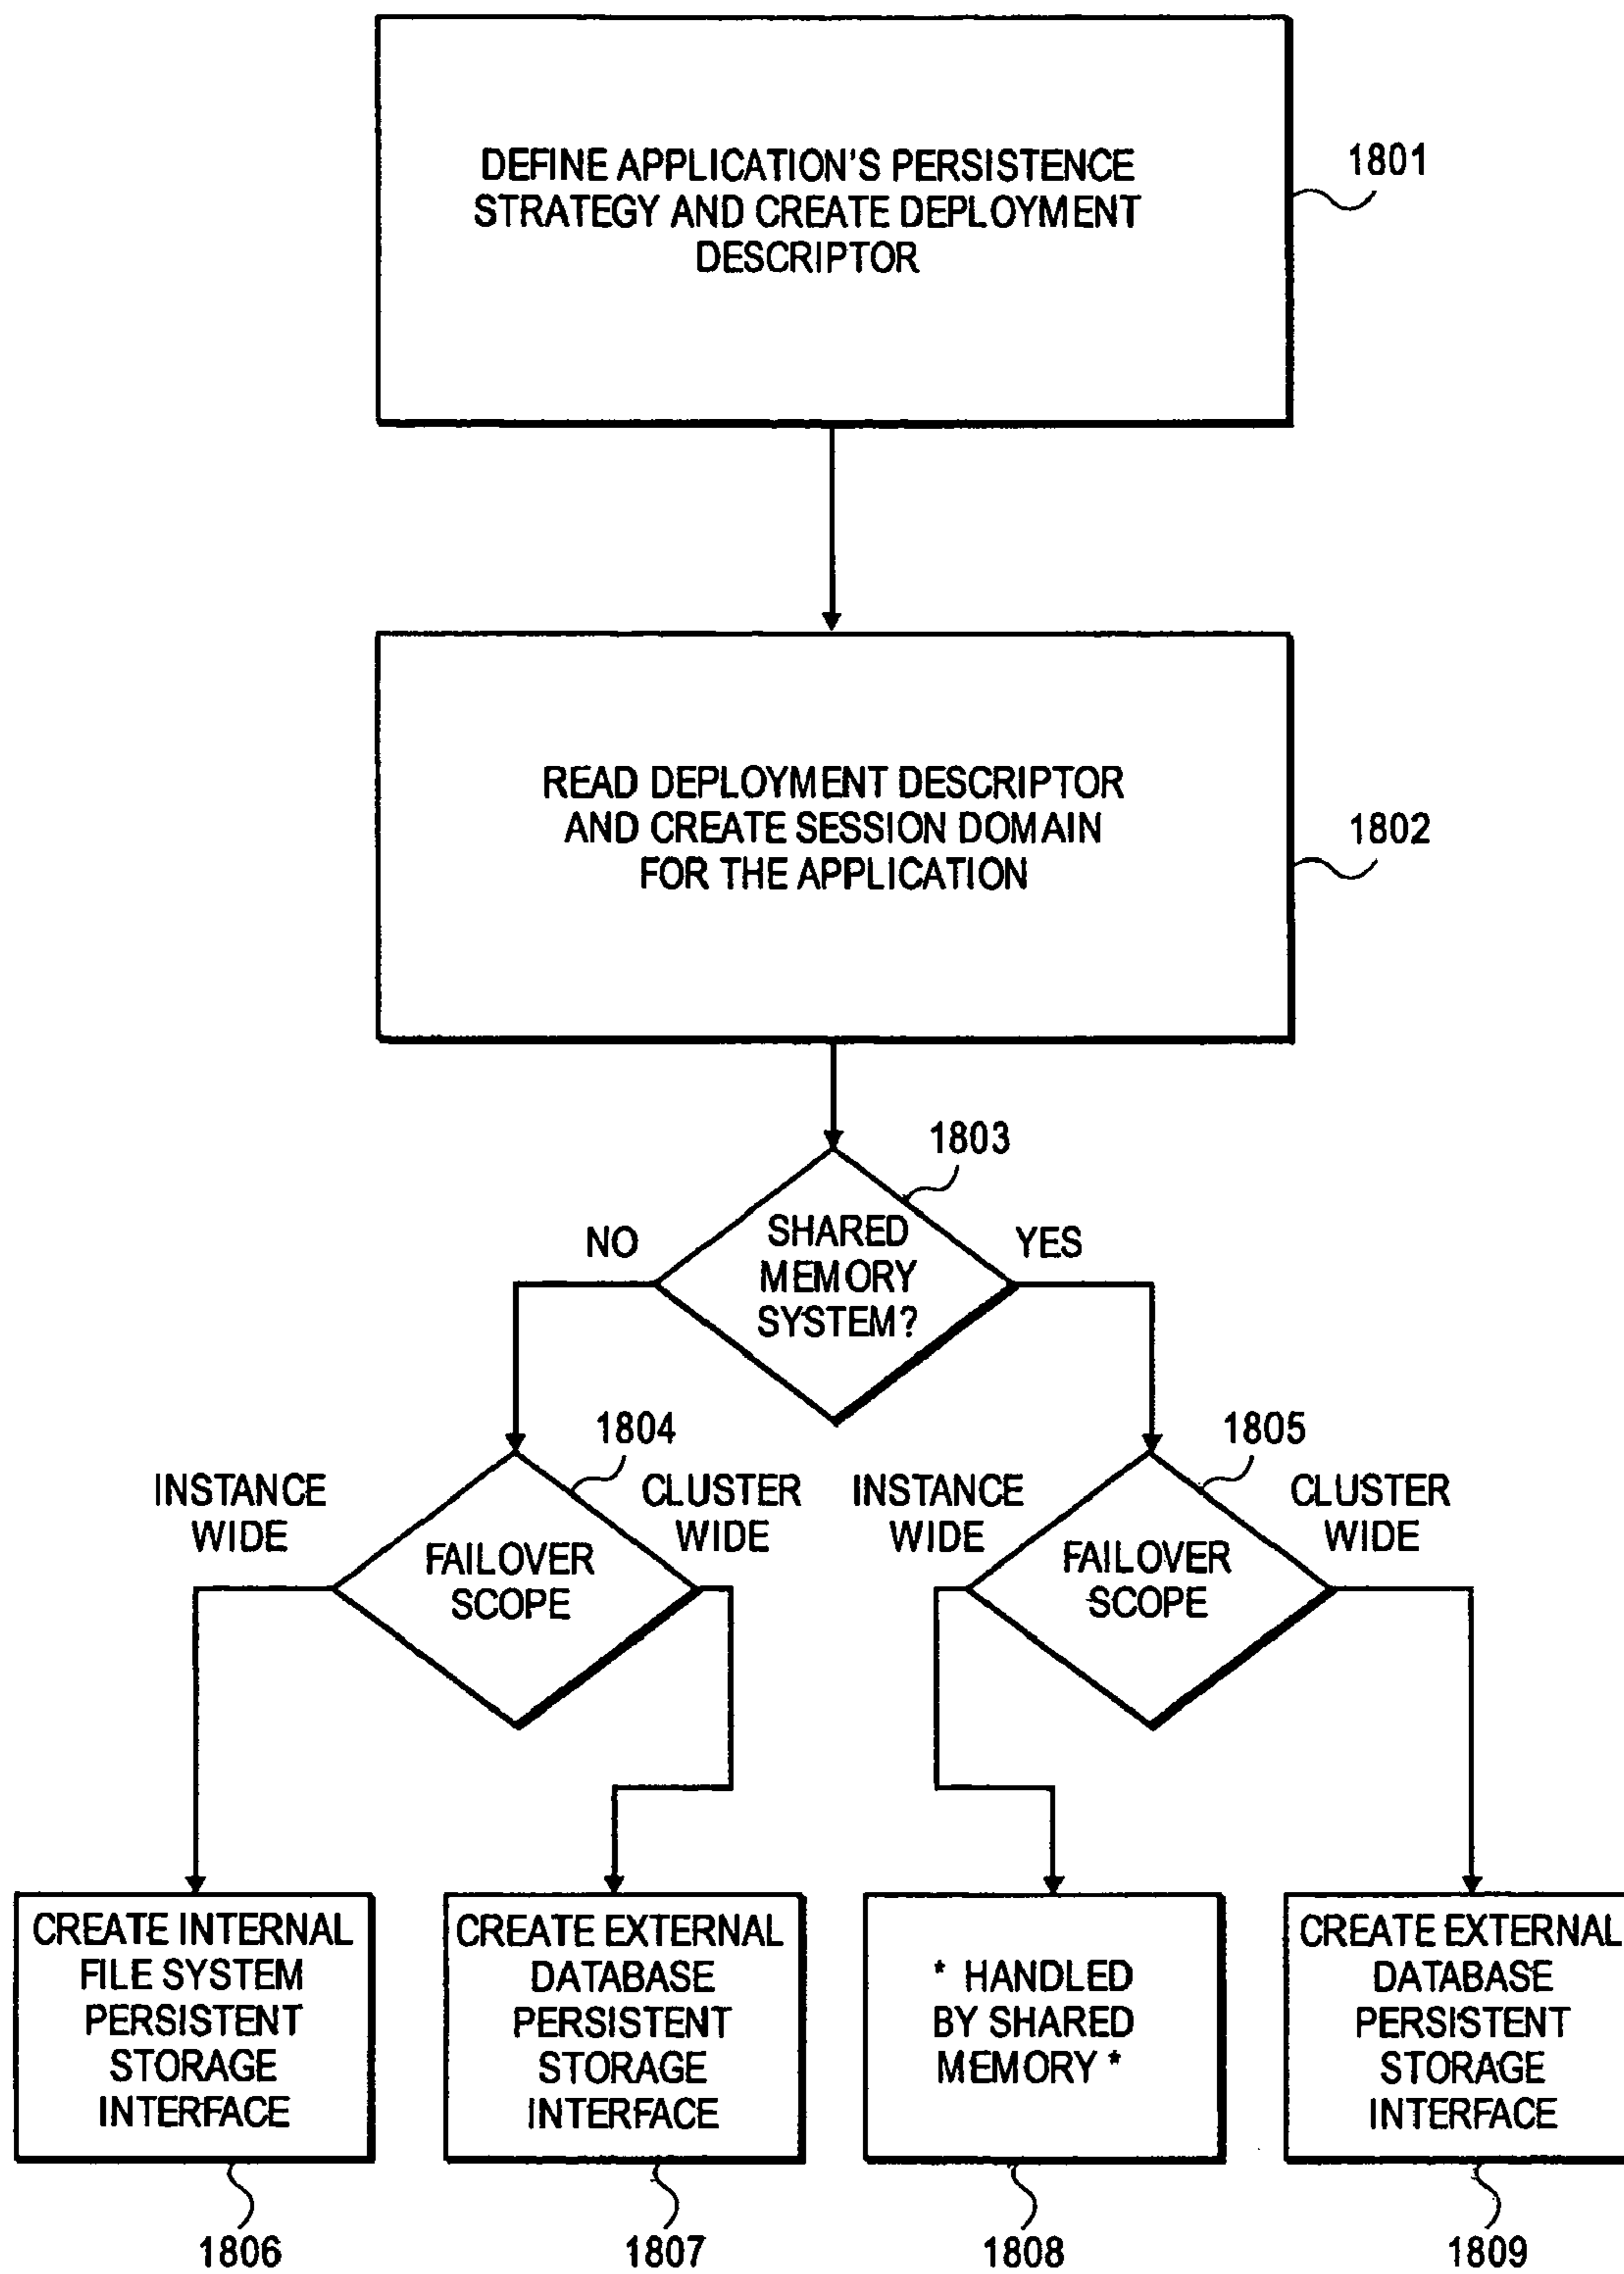 DEFINE APPLICATION'S PERSISTENCE
STRATEGY AND CREATE DEPLOYMENT
DESCRIPTOR
1801
READ DEPLOYMENT DESCRIPTOR
AND CREATE SESSION DOMAIN
FOR THE APPLICATION
1802
1803
NO
SHARED
MEMORY
SYSTEM?
YES
1804
INSTANCE
WIDE
FAILOVER
SCOPE
CLUSTER
WIDE
1805
INSTANCE
WIDE
FAILOVER
SCOPE
CLUSTER
WIDE
CREATE INTERNAL
FILE SYSTEM
PERSISTENT
STORAGE
INTERFACE
1806
CREATE EXTERNAL
DATABASE
PERSISTENT
STORAGE
INTERFACE
1807
* HANDLED
BY SHARED
MEMORY *
1808
CREATE EXTERNAL
DATABASE
PERSISTENT
STORAGE
INTERFACE
1809